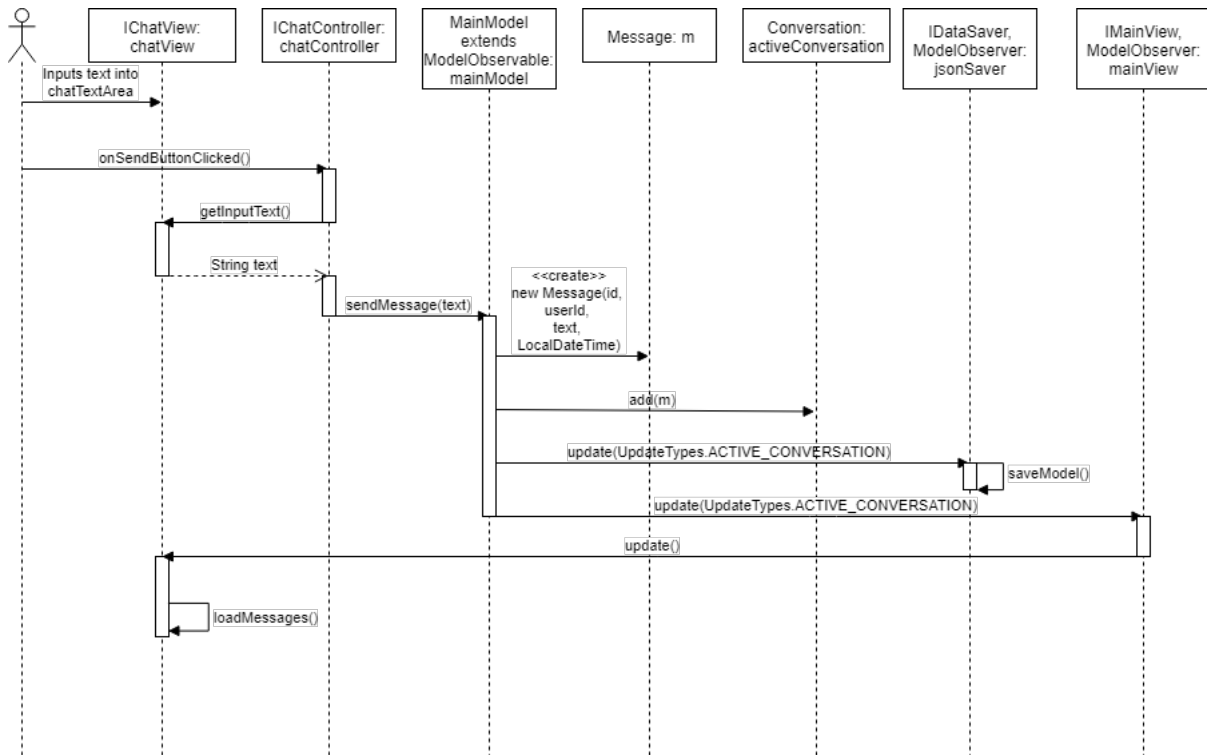 IChatView:
chatView
IChatController:
chatController
MainModel
extends
ModelObservable:
mainModel
Message: m
Conversation:
activeConversation
IDataSaver,
ModelObserver:
jsonSaver
IMainView,
ModelObserver:
mainView
Inputs text into
chatTextArea
onSendButtonClicked()
getInputText()
String text
sendMessage(text)
<<create>>
new Message(id,
userId,
text,
LocalDateTime)
add(m)
update(UpdateTypes.ACTIVE_CONVERSATION)
saveModel()
update(UpdateTypes.ACTIVE_CONVERSATION)
update()
loadMessages()